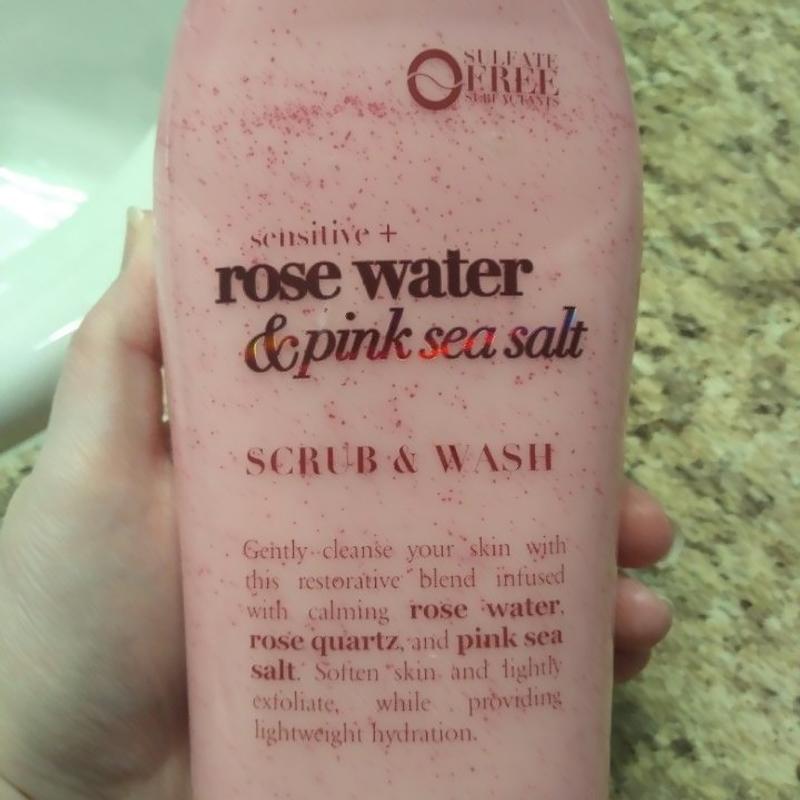 SULFATE
FREE
SURFACTANTS
sensitive +
rose water
& pink sea salt
SCRUB & WASH
Gently cleanse your skin with
this restorative blend infused
with calming rose water,
rose quartz, and pink sea
salt. Soften skin and lightly
exfoliate, while providing
lightweight hydration.